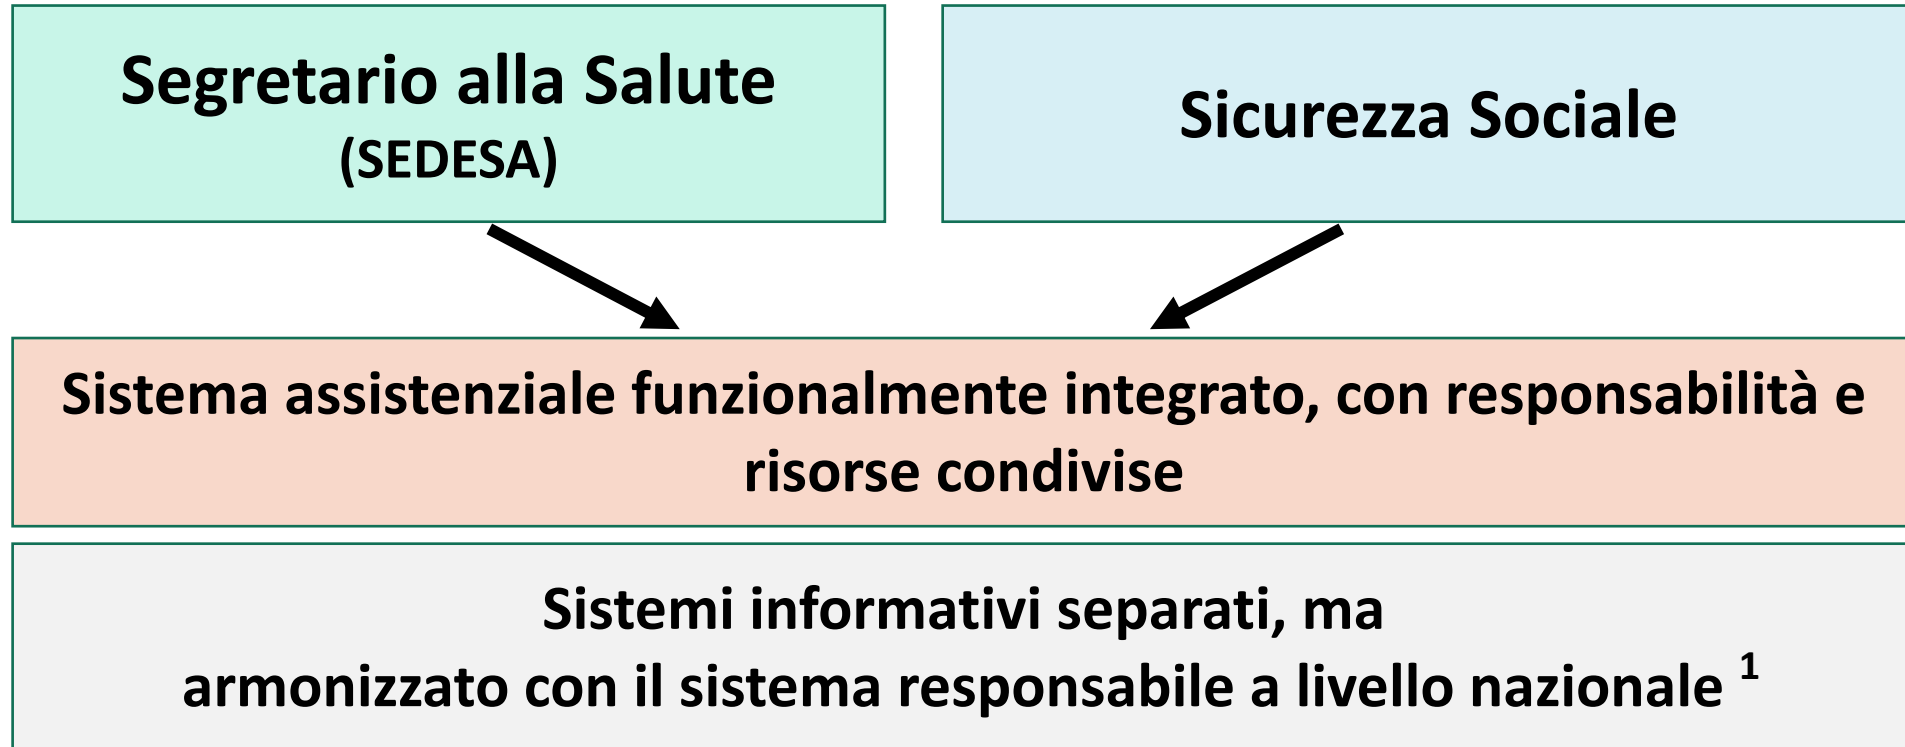 Segretario alla Salute
(SEDESA)
Sicurezza Sociale
Sistema assistenziale funzionalmente integrato, con responsabilità e
risorse condivise
Sistemi informativi separati, ma
armonizzato con il sistema responsabile a livello nazionale 1